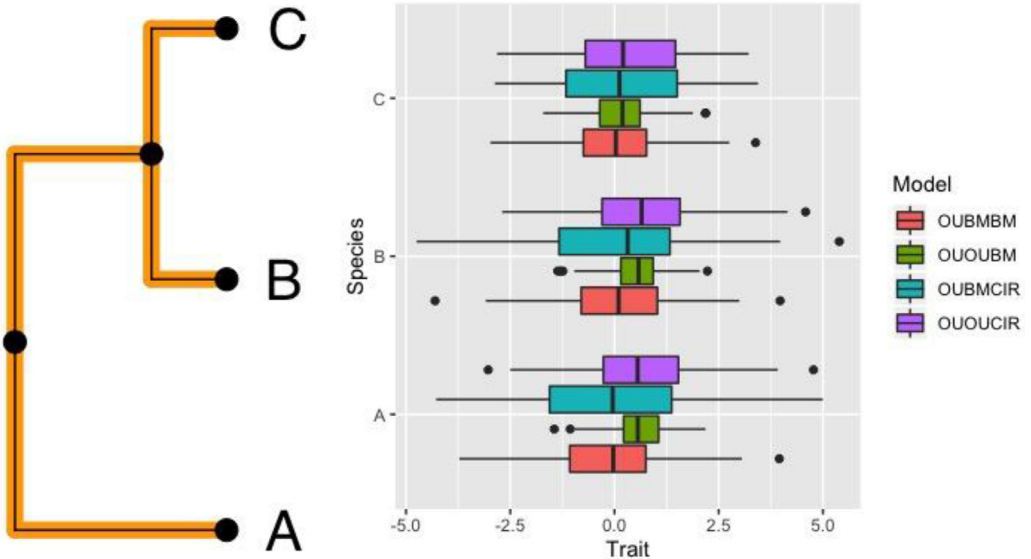 C
B
A
Species
C
B
A
-5.0 -2.5 0.0 2.5 5.0
Trait
Model
OUBMBM
OUOUBM
OUBMCIR
OUOUCIR